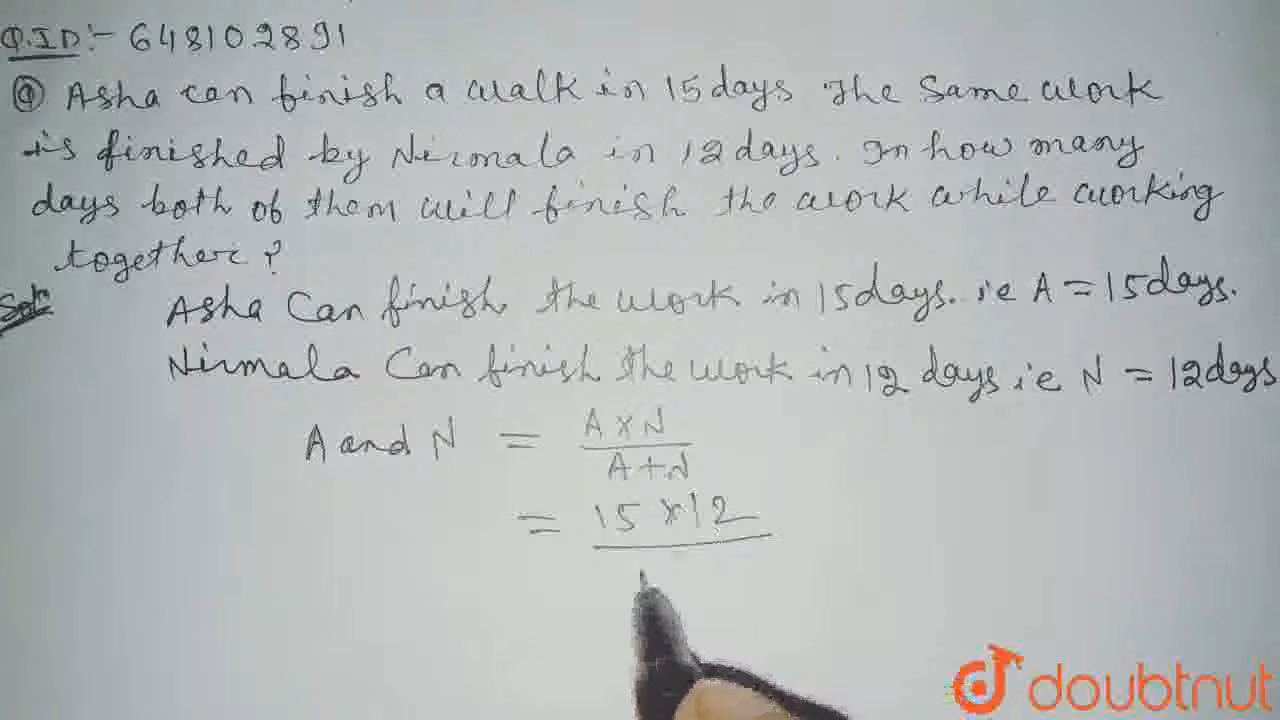 Q.ID:- 648102891
Q Asha can finish a walk in 15 days. The Same work
is finished by Nirmala in 12 days. In how many
days both of them will finish the work while working
together?
Solⁿ Asha Can finish the work in 15 days. ie A = 15 days.
Nirmala Can finish the work in 12 days ie N = 12 days
A and N = A × N
A + N
= 15 × 12
doubtnut